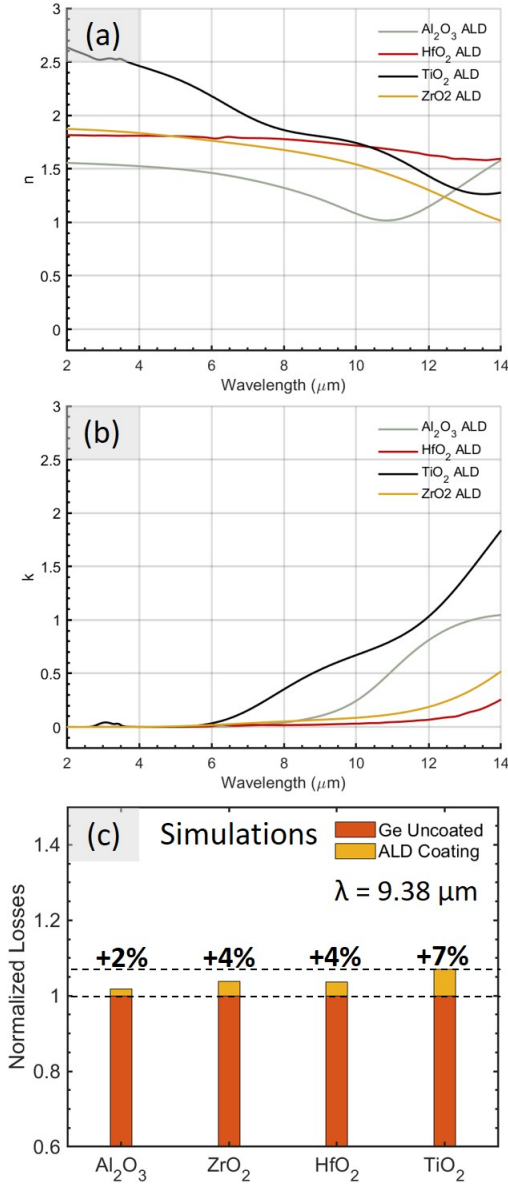 (a)
3
2.5
2
1.5
1
0.5
0
n
Al₂O₃ ALD
HfO₂ ALD
TiO₂ ALD
ZrO2 ALD
2 4 6 8 10 12 14
Wavelength (μm)
(b)
3
2.5
2
1.5
1
0.5
0
k
Al₂O₃ ALD
HfO₂ ALD
TiO₂ ALD
ZrO2 ALD
2 4 6 8 10 12 14
Wavelength (μm)
(c) Simulations
Ge Uncoated
ALD Coating
λ = 9.38 μm
1.4
1.2
1
0.8
0.6
Normalized Losses
+2% +4% +4% +7%
Al₂O₃ ZrO₂ HfO₂ TiO₂